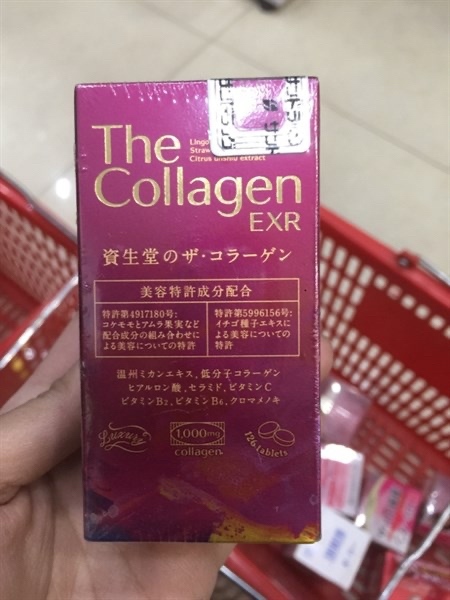 The
Collagen
EXR
Lingo
Straw
Citrus unshiu extract
資生堂のザ・コラーゲン
美容特許成分配合
特許第4917180号:
コケモモとアムラ果実など
配合成分の組み合わせに
よる美容についての特許
特許第5996156号:
イチゴ種子エキスに
よる美容についての
特許
温州ミカンエキス、低分子コラーゲン
ヒアルロン酸、セラミド、ビタミンC
ビタミンB2、ビタミンB6、クロマメノキ
1,000mg
collagen
126 tablets